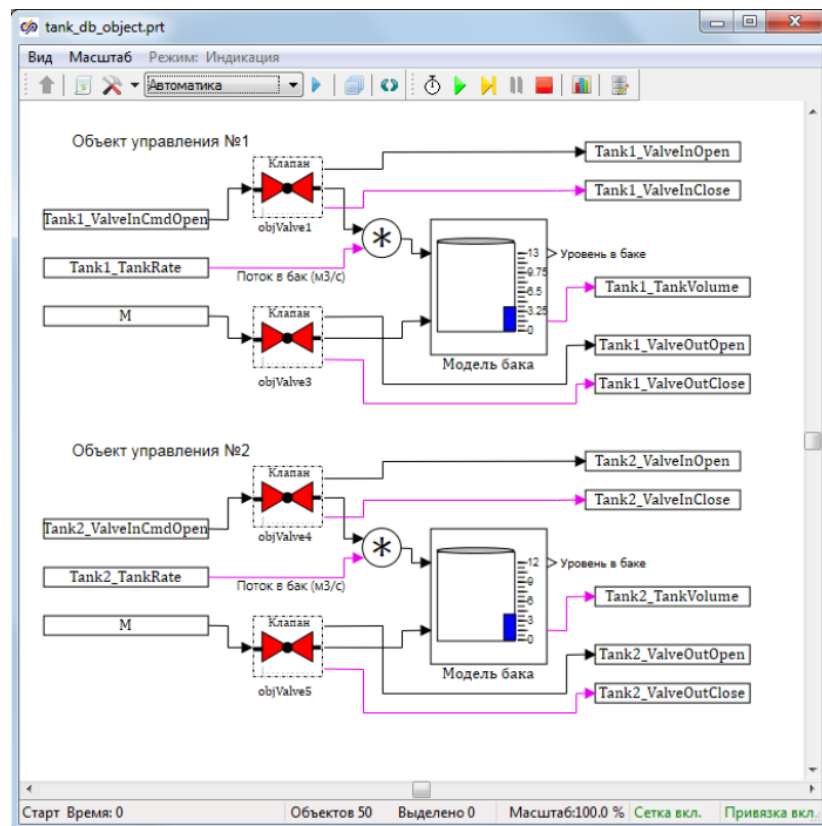 tank_db_object.prt
Вид Масштаб Режим: Индикация
Автоматика
Объект управления №1
Клапан
Tank1_ValveInOpen
Tank1_ValveInClose
Tank1_ValveInCmdOpen
objValve1
*
13
Уровень в баке
9.75
Tank1_TankRate
Поток в бак (м3/с)
6.5
Tank1_TankVolume
3.25
M
Клапан
0
Tank1_ValveOutOpen
Модель бака
objValve3
Tank1_ValveOutClose
Объект управления №2
Клапан
Tank2_ValveInOpen
Tank2_ValveInClose
Tank2_ValveInCmdOpen
objValve4
*
12
Уровень в баке
9
Tank2_TankRate
Поток в бак (м3/с)
6
Tank2_TankVolume
3
M
Клапан
0
Tank2_ValveOutOpen
Модель бака
objValve5
Tank2_ValveOutClose
Старт Время: 0 Объектов 50 Выделено 0 Масштаб:100.0 % Сетка вкл. Привязка вкл.